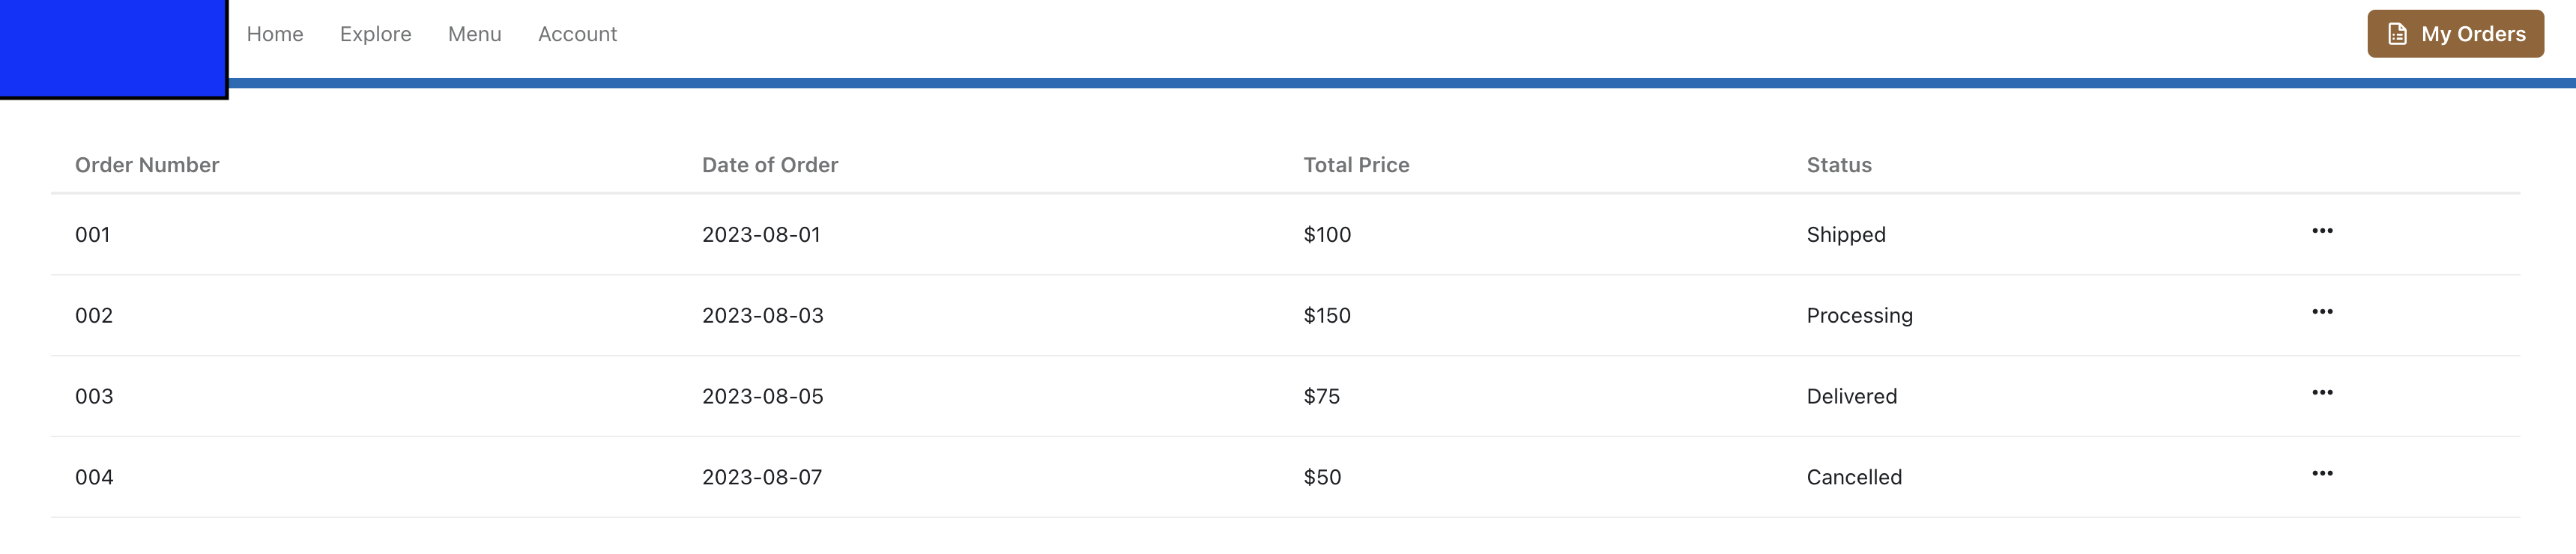 Home Explore Menu Account My Orders
Order Number Date of Order Total Price Status
001 2023-08-01 $100 Shipped •••
002 2023-08-03 $150 Processing •••
003 2023-08-05 $75 Delivered •••
004 2023-08-07 $50 Cancelled •••